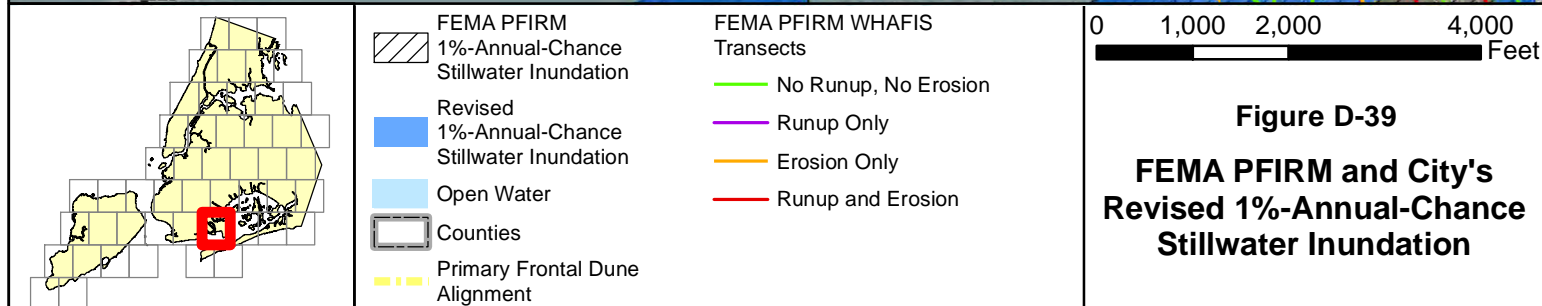 FEMA PFIRM
1%-Annual-Chance
Stillwater Inundation
Revised
1%-Annual-Chance
Stillwater Inundation
Open Water
Counties
Primary Frontal Dune
Alignment
FEMA PFIRM WHAFIS
Transects
No Runup, No Erosion
Runup Only
Erosion Only
Runup and Erosion
0 1,000 2,000 4,000
Feet
Figure D-39
FEMA PFIRM and City's
Revised 1%-Annual-Chance
Stillwater Inundation